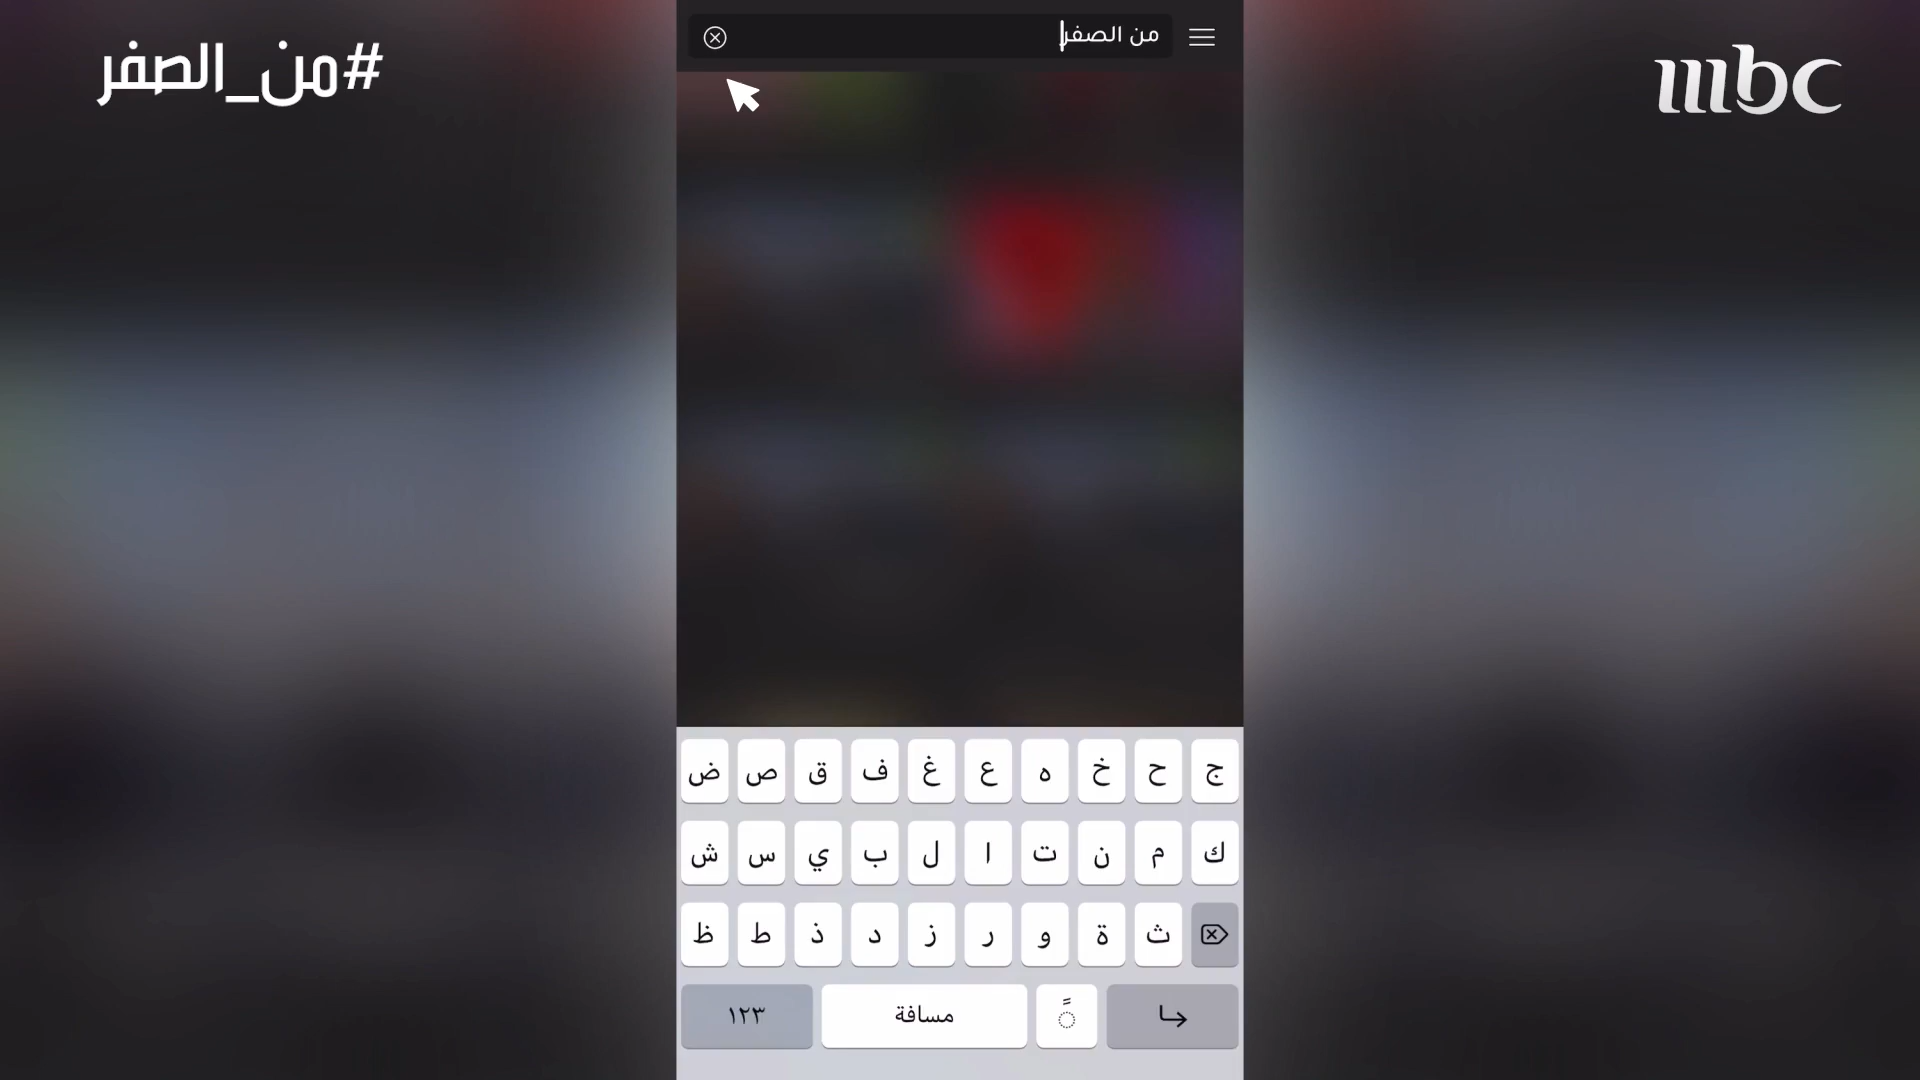 #من_الصفر
mbc
من الصفر
ض ص ق ف غ ع ه خ ح ج
ش س ي ب ل ا ت ن م ك
ظ ط ذ د ز ر و ة ث
١٢٣ مسافة